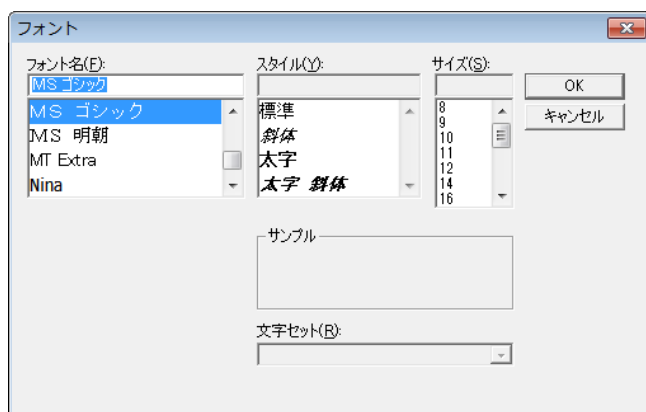 フォント
フォント名(F):
MS ゴシック
MS ゴシック
MS 明朝
MT Extra
Nina
スタイル(Y):
標準
斜体
太字
太字 斜体
サイズ(S):
8
9
10
11
12
14
16
OK
キャンセル
サンプル
文字セット(R):